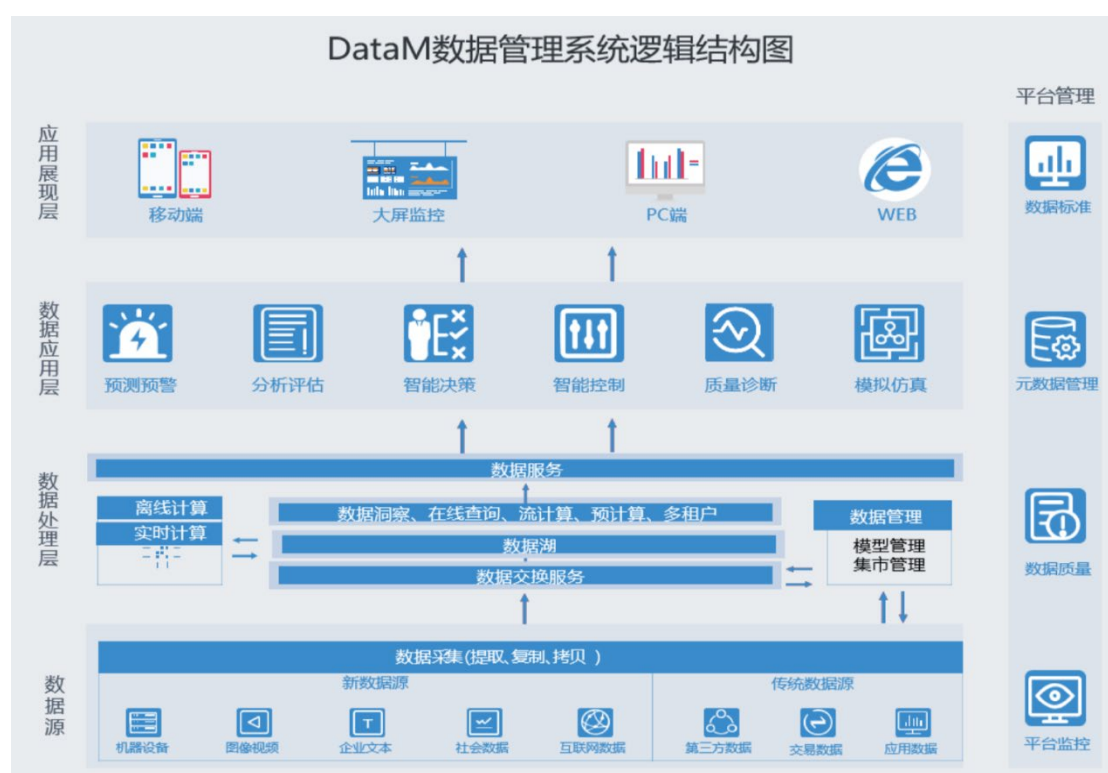 DataM数据管理系统逻辑结构图
平台管理
应用展现层
移动端
大屏监控
PC端
WEB
数据标准
数据应用层
预测预警
分析评估
智能决策
智能控制
质量诊断
模拟仿真
元数据管理
数据处理层
数据服务
离线计算
实时计算
数据洞察、在线查询、流计算、预计算、多租户
数据湖
数据交换服务
数据管理
模型管理
集市管理
数据质量
数据源
数据采集(提取、复制、拷贝 )
新数据源
传统数据源
机器设备
图像视频
T
企业文本
社会数据
互联网数据
第三方数据
交易数据
应用数据
平台监控